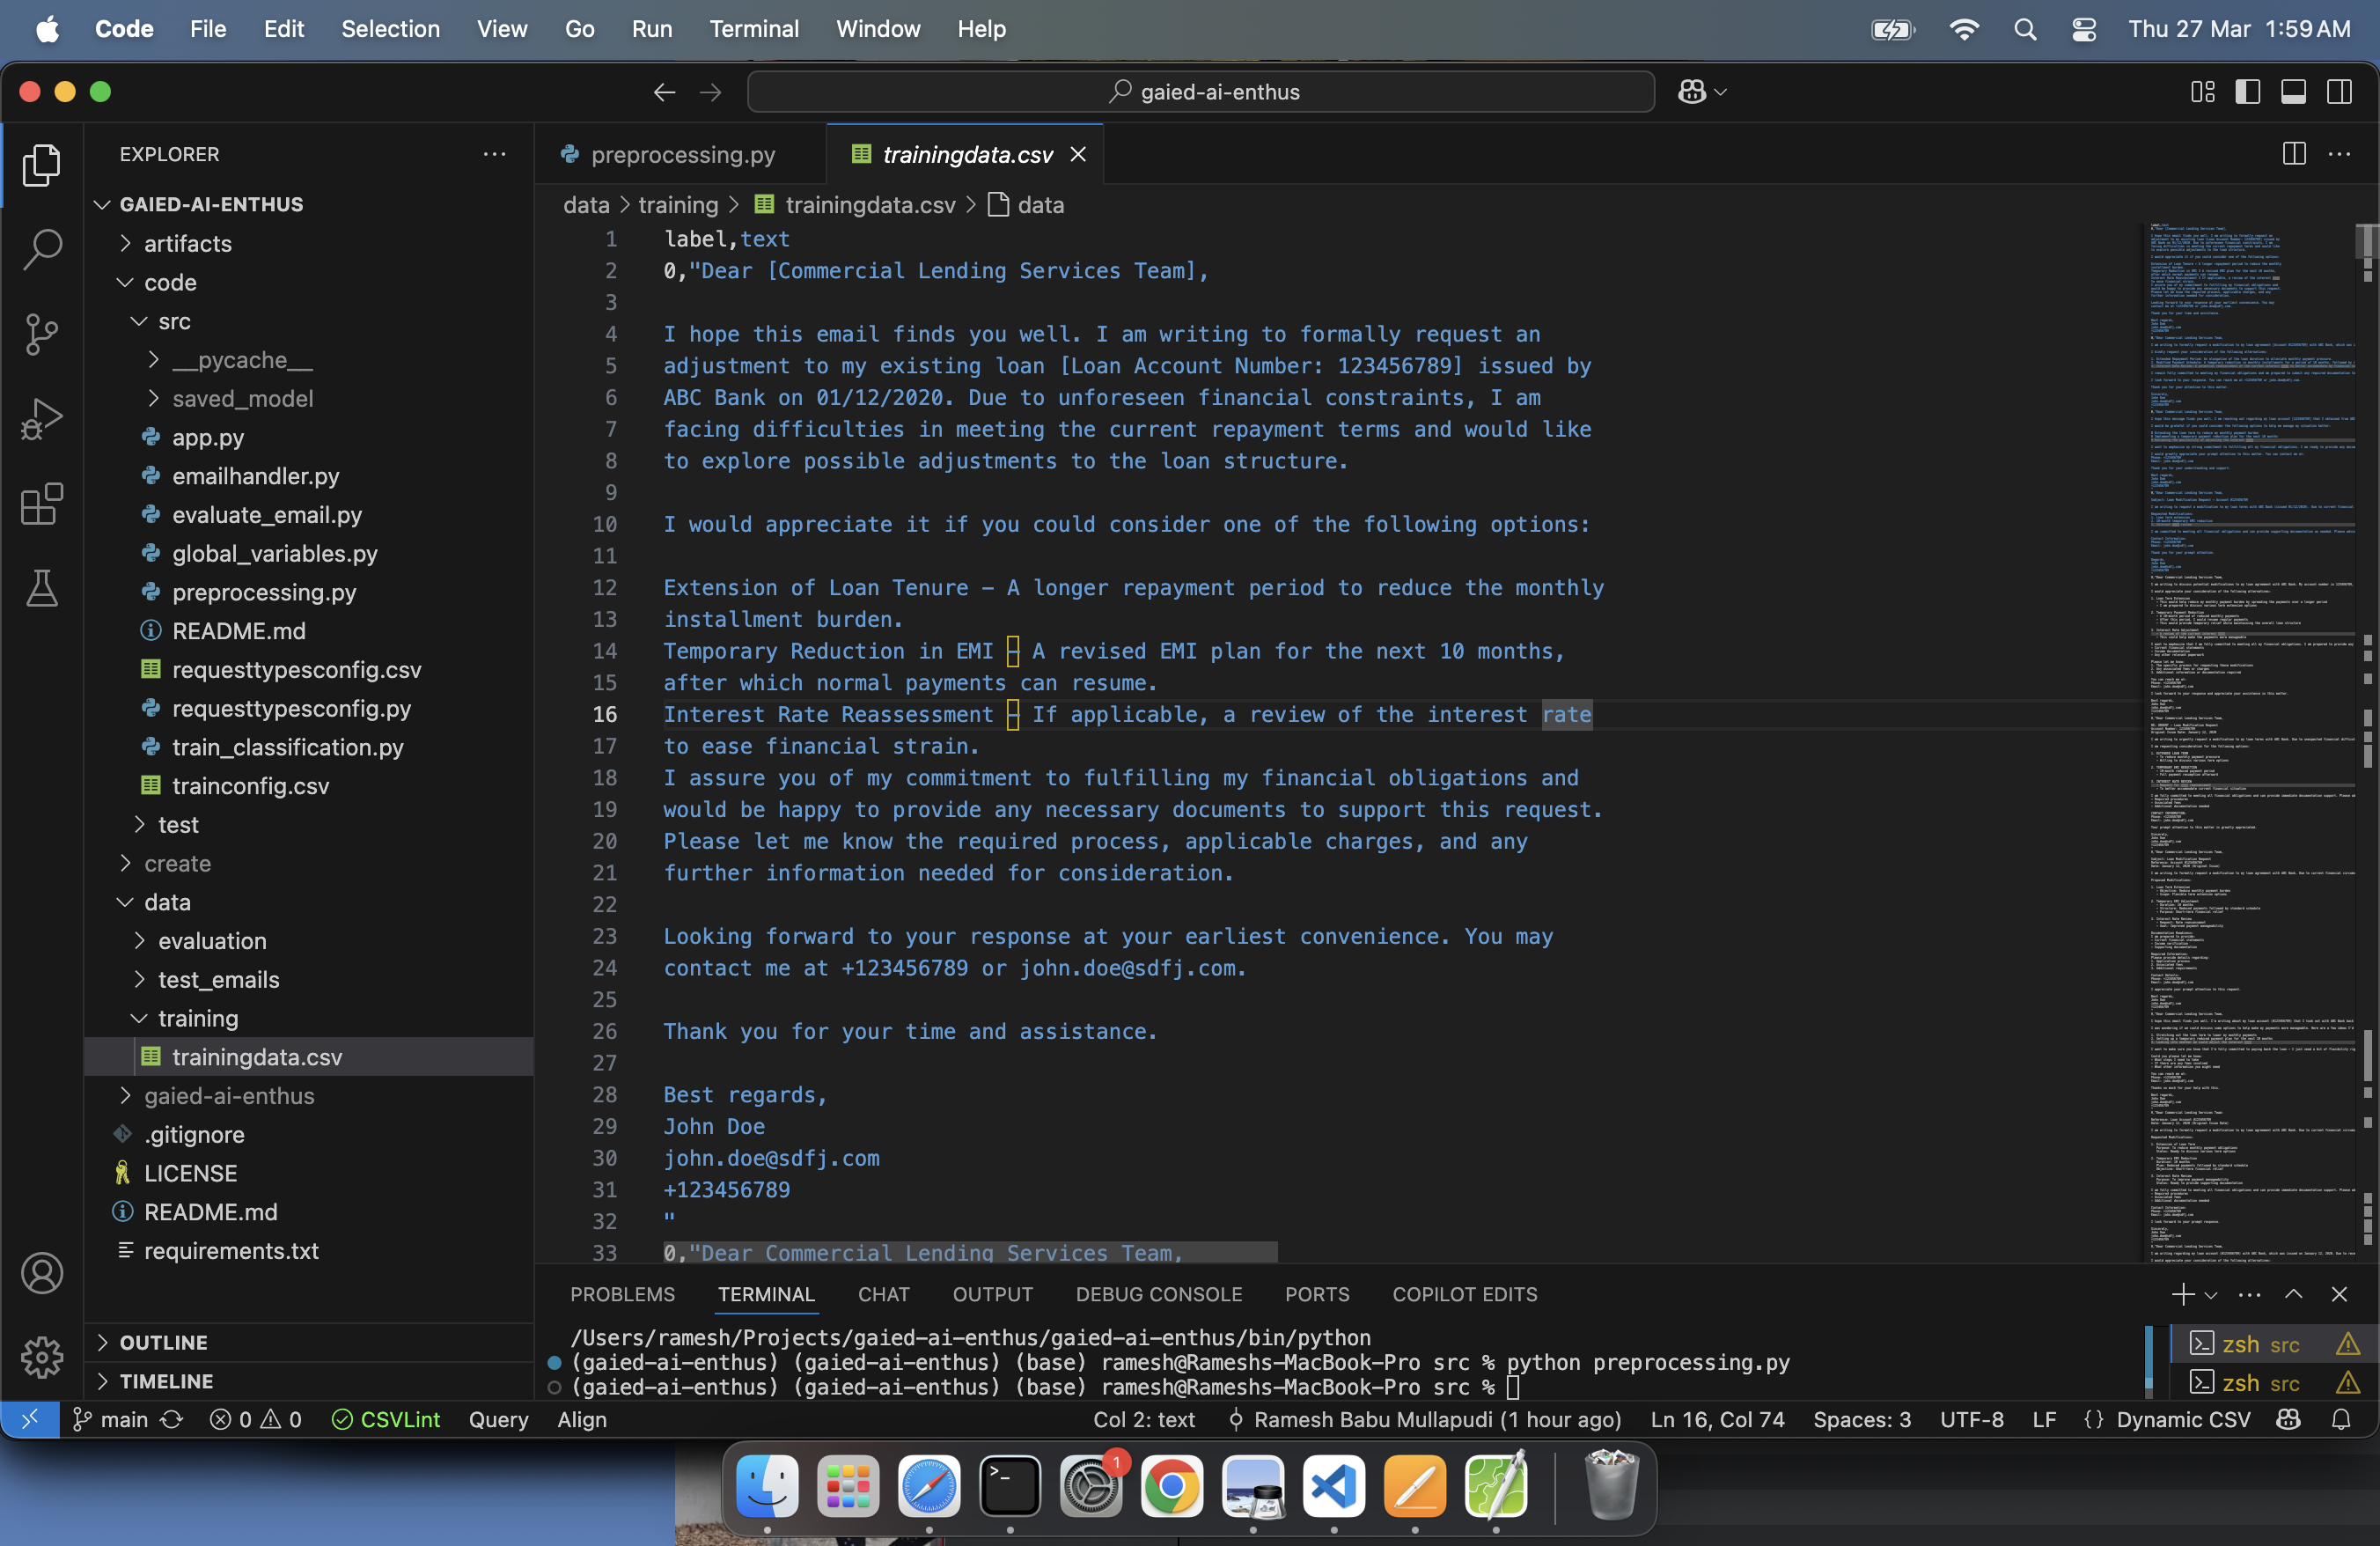 Code File Edit Selection View Go Run Terminal Window Help Thu 27 Mar 1:59 AM
gaied-ai-enthus
EXPLORER
GAIED-AI-ENTHUS
artifacts
code
src
__pycache__
saved_model
app.py
emailhandler.py
evaluate_email.py
global_variables.py
preprocessing.py
README.md
requesttypesconfig.csv
requesttypesconfig.py
train_classification.py
trainconfig.csv
test
create
data
evaluation
test_emails
training
trainingdata.csv
gaied-ai-enthus
.gitignore
LICENSE
README.md
requirements.txt
OUTLINE
TIMELINE
preprocessing.py trainingdata.csv
data > training > trainingdata.csv > data
1 label,text
2 0,"Dear [Commercial Lending Services Team],
3
4 I hope this email finds you well. I am writing to formally request an
5 adjustment to my existing loan [Loan Account Number: 123456789] issued by
6 ABC Bank on 01/12/2020. Due to unforeseen financial constraints, I am
7 facing difficulties in meeting the current repayment terms and would like
8 to explore possible adjustments to the loan structure.
9
10 I would appreciate it if you could consider one of the following options:
11
12 Extension of Loan Tenure - A longer repayment period to reduce the monthly
13 installment burden.
14 Temporary Reduction in EMI – A revised EMI plan for the next 10 months,
15 after which normal payments can resume.
16 Interest Rate Reassessment – If applicable, a review of the interest rate
17 to ease financial strain.
18 I assure you of my commitment to fulfilling my financial obligations and
19 would be happy to provide any necessary documents to support this request.
20 Please let me know the required process, applicable charges, and any
21 further information needed for consideration.
22
23 Looking forward to your response at your earliest convenience. You may
24 contact me at +123456789 or john.doe@sdfj.com.
25
26 Thank you for your time and assistance.
27
28 Best regards,
29 John Doe
30 john.doe@sdfj.com
31 +123456789
32 "
33 0,"Dear Commercial Lending Services Team,
PROBLEMS TERMINAL CHAT OUTPUT DEBUG CONSOLE PORTS COPILOT EDITS
/Users/ramesh/Projects/gaied-ai-enthus/gaied-ai-enthus/bin/python
(gaied-ai-enthus) (gaied-ai-enthus) (base) ramesh@Rameshs-MacBook-Pro src % python preprocessing.py
(gaied-ai-enthus) (gaied-ai-enthus) (base) ramesh@Rameshs-MacBook-Pro src %
zsh src
zsh src
main 0 0 CSVLint Query Align Col 2: text Ramesh Babu Mullapudi (1 hour ago) Ln 16, Col 74 Spaces: 3 UTF-8 LF {} Dynamic CSV
1